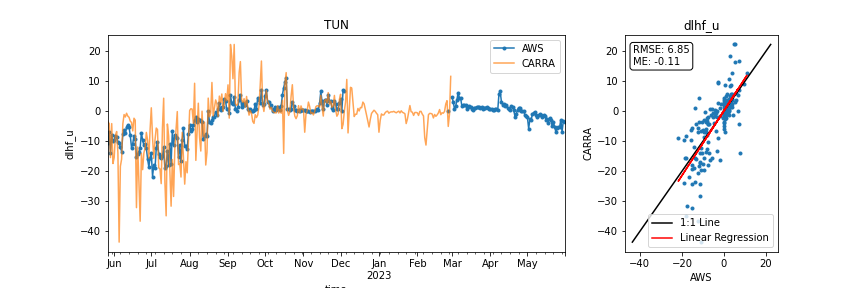 TUN
dlhf_u
20
10
0
−10
−20
−30
−40
dlhf_u
AWS
CARRA
Jun Jul Aug Sep Oct Nov Dec Jan Feb Mar Apr May
2023
time
dlhf_u
20
10
0
−10
−20
−30
−40
CARRA
RMSE: 6.85
ME: -0.11
1:1 Line
Linear Regression
−40 −20 0 20
AWS